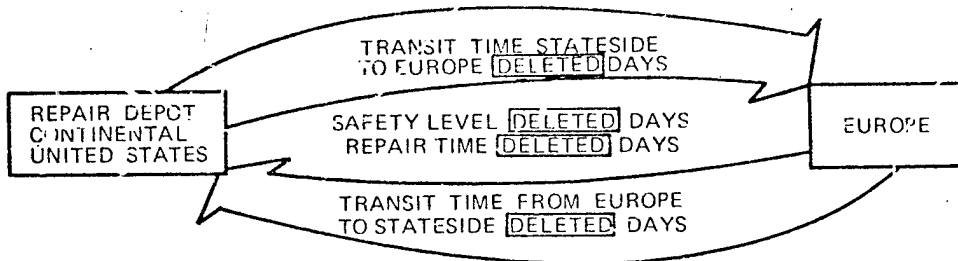 TRANSIT TIME STATESIDE
TO EUROPE DELETED DAYS
REPAIR DEPOT
CONTINENTAL
UNITED STATES
SAFETY LEVEL DELETED DAYS
REPAIR TIME DELETED DAYS
EUROPE
TRANSIT TIME FROM EUROPE
TO STATESIDE DELETED DAYS